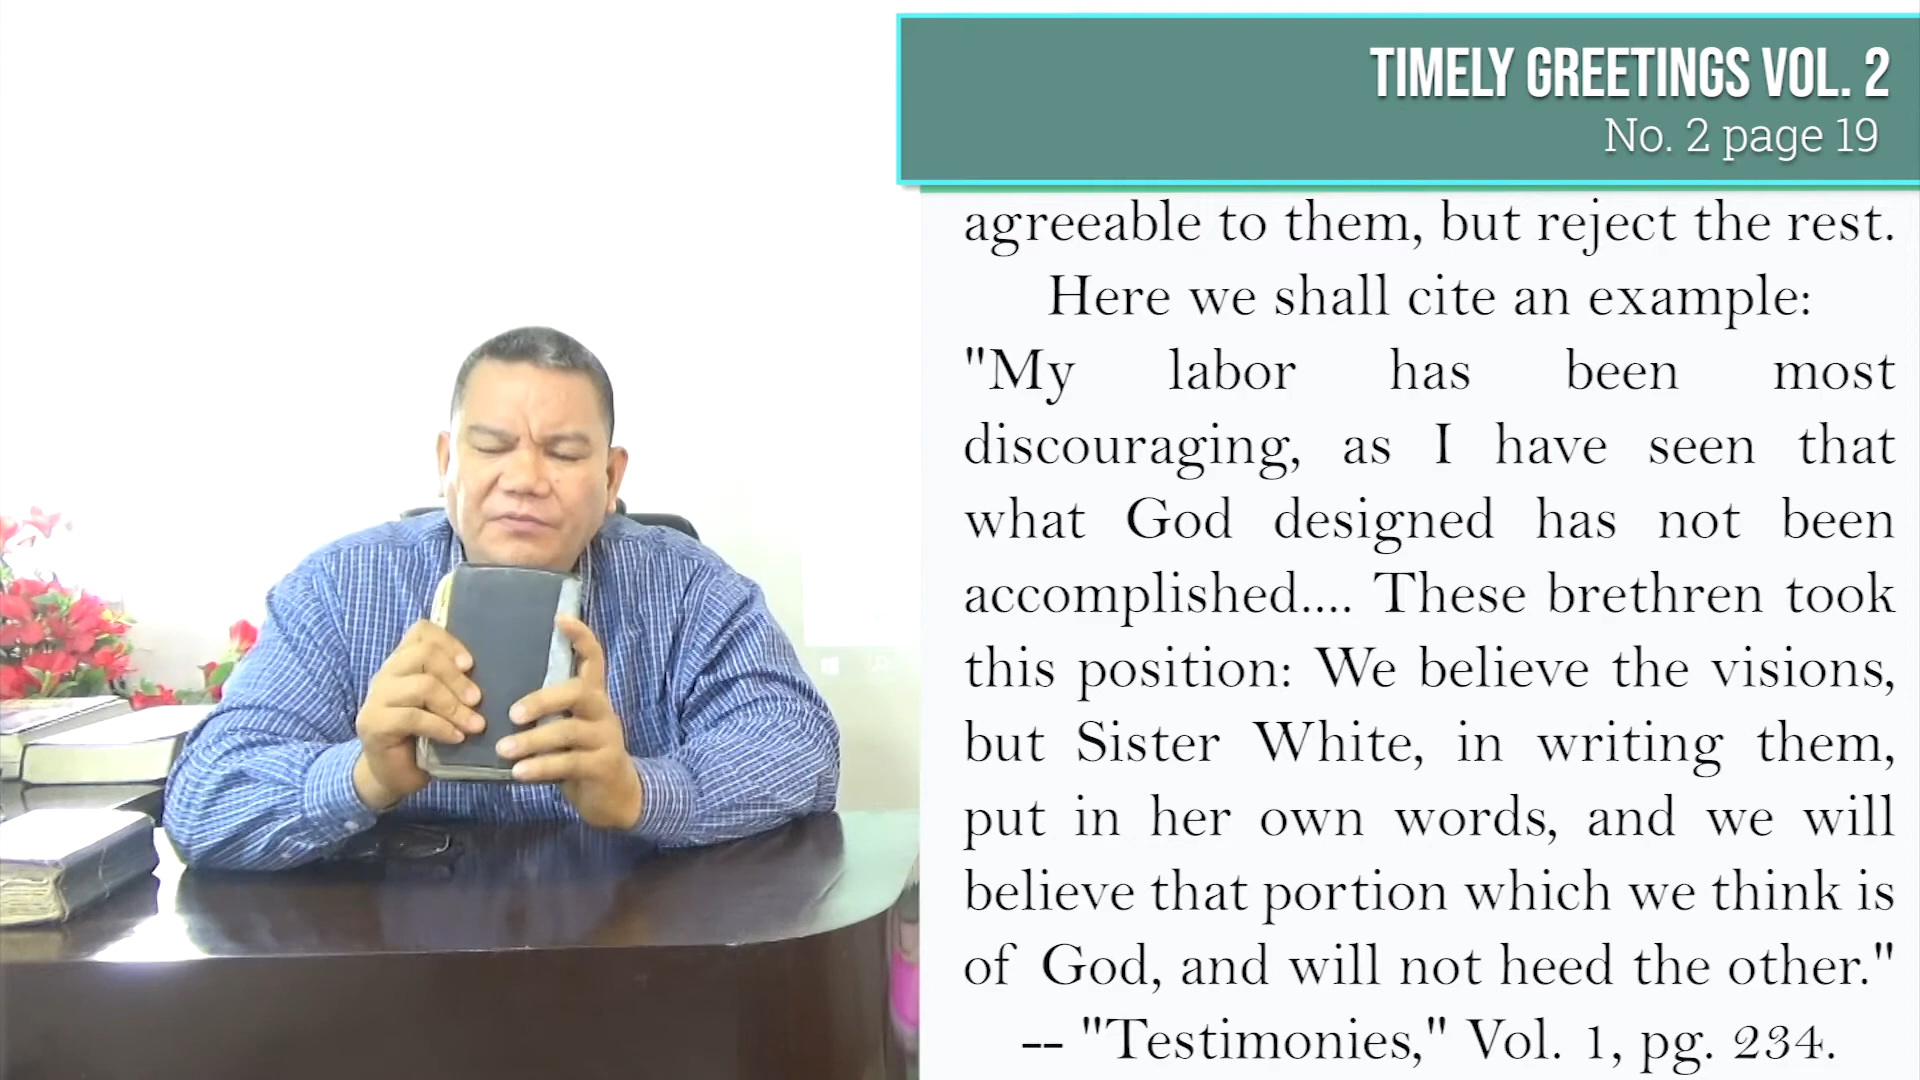 TIMELY GREETINGS VOL. 2
No. 2 page 19
agreeable to them, but reject the rest.
Here we shall cite an example:
"My labor has been most
discouraging, as I have seen that
what God designed has not been
accomplished.... These brethren took
this position: We believe the visions,
but Sister White, in writing them,
put in her own words, and we will
believe that portion which we think is
of God, and will not heed the other."
-- "Testimonies," Vol. 1, pg. 234.